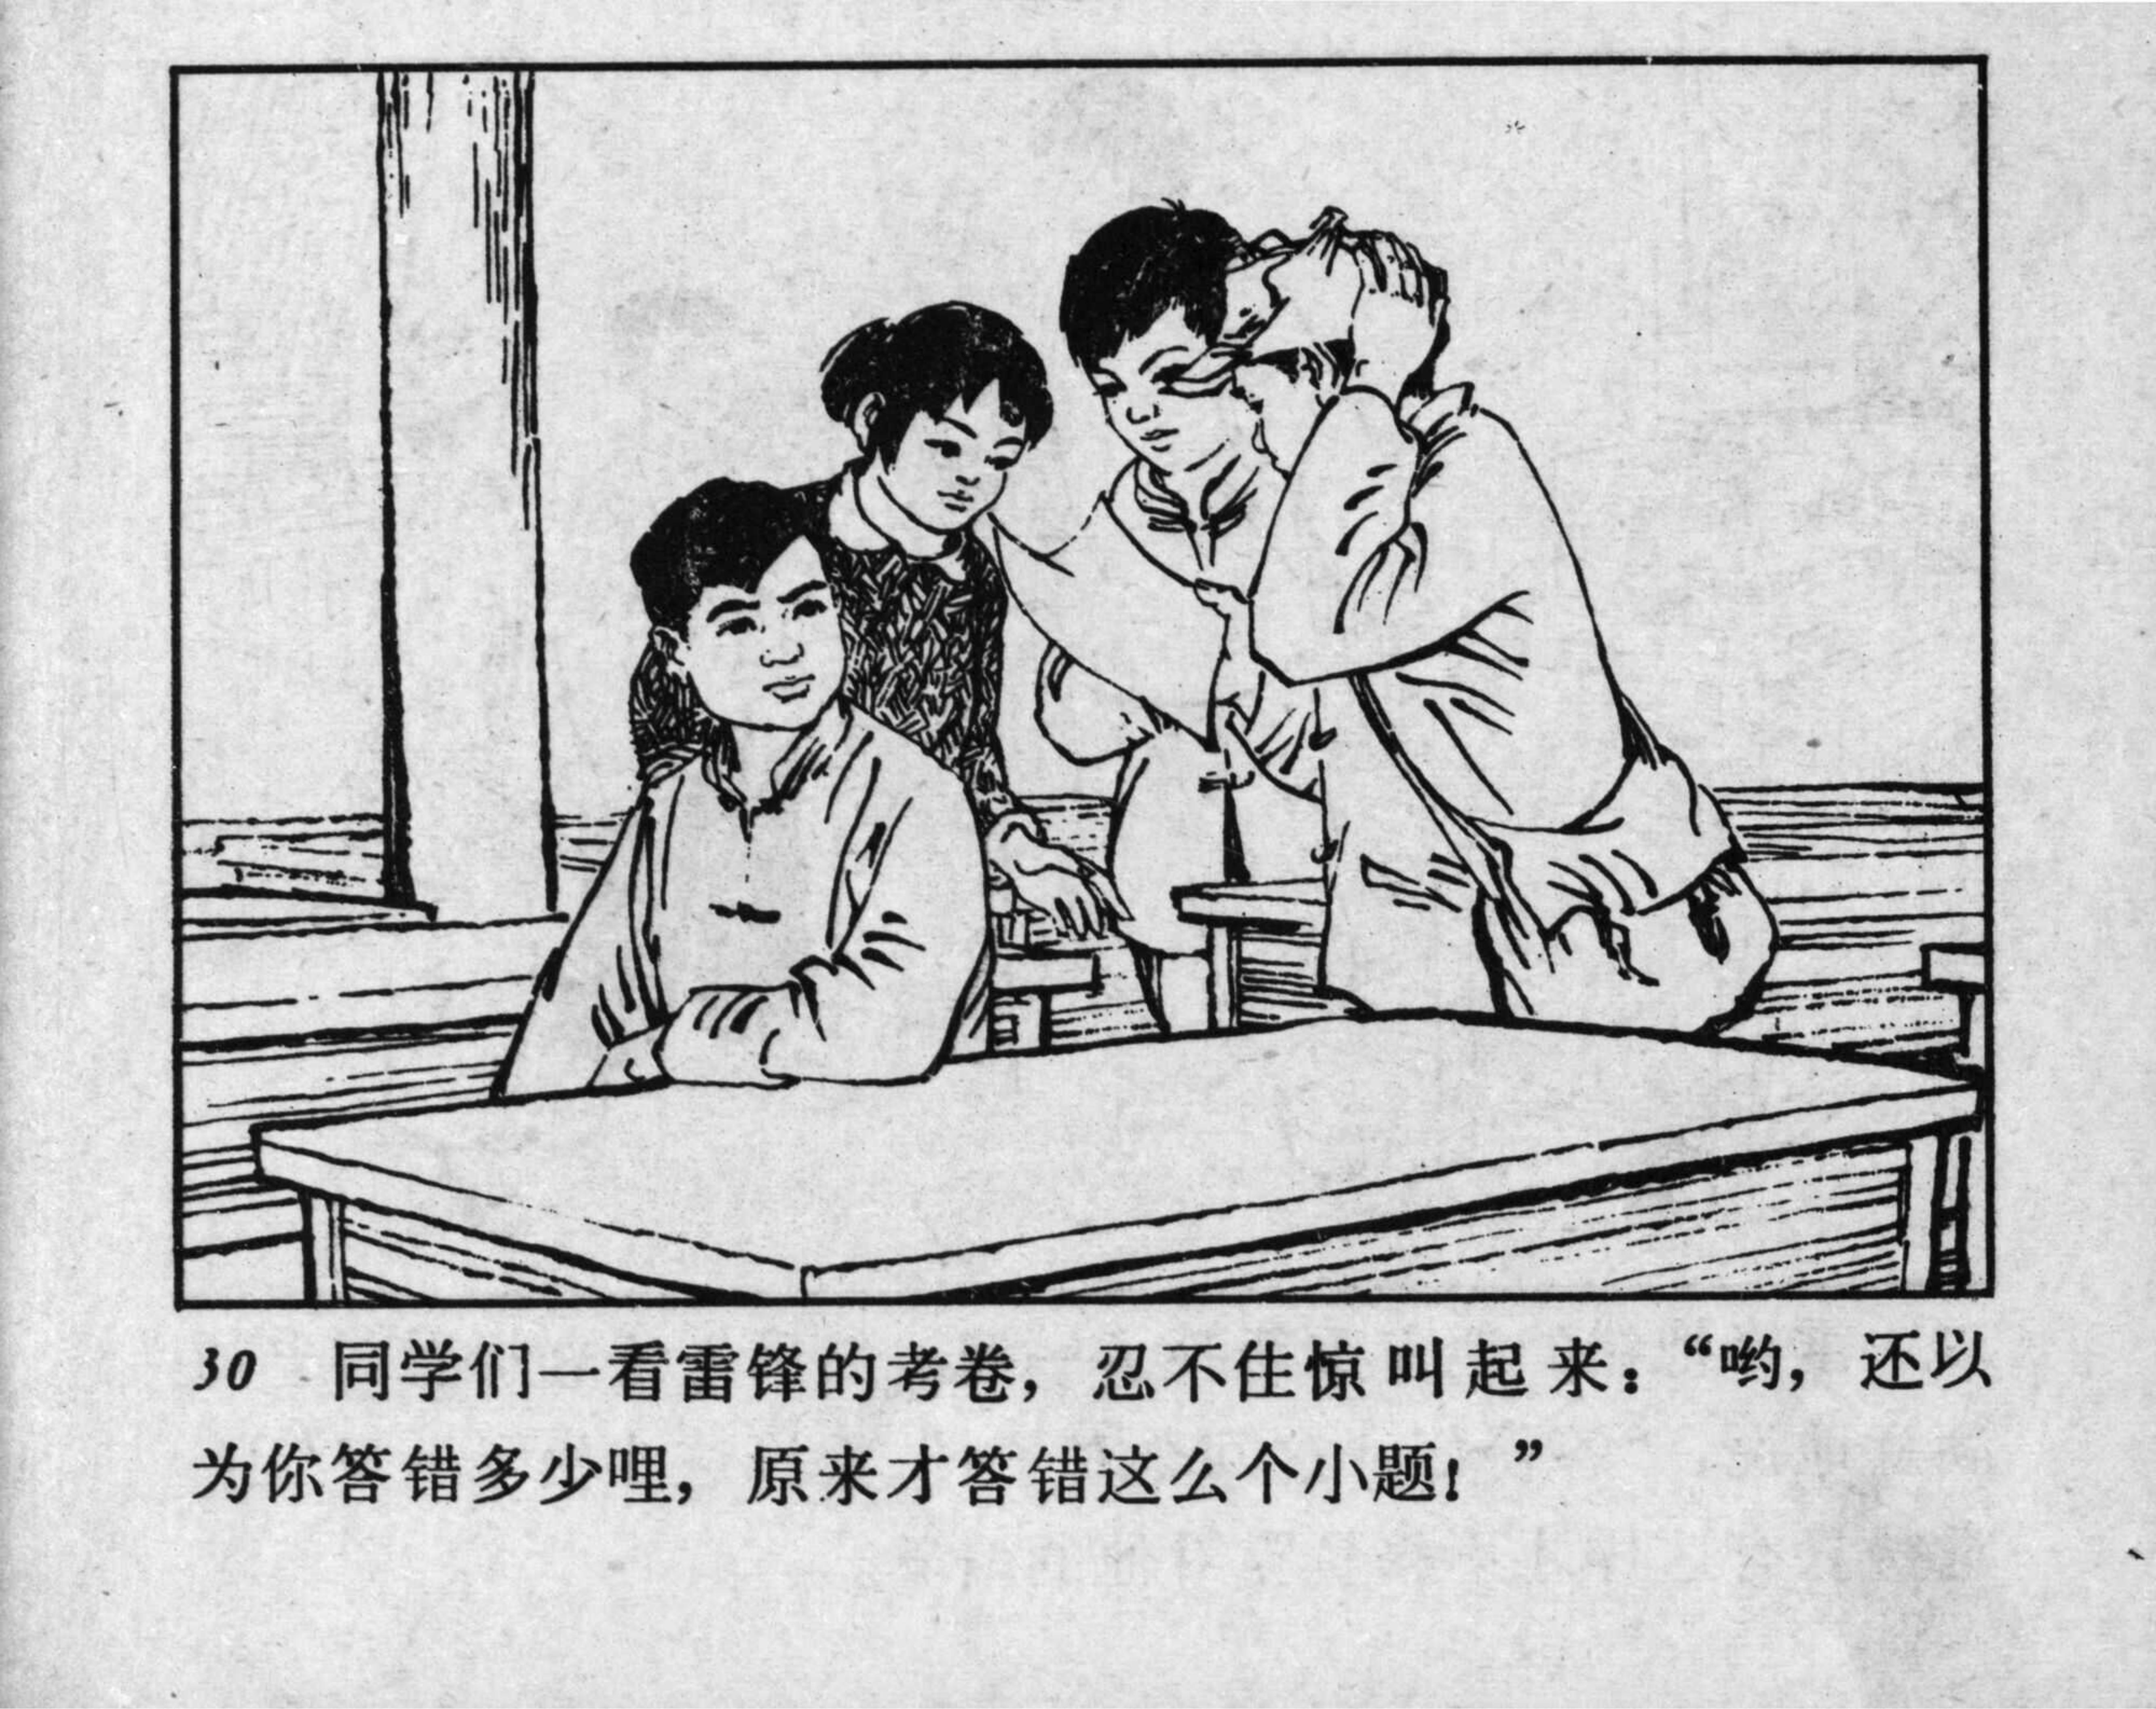 30 同学们一看雷锋的考卷，忍不住惊叫起来：“哟，还以
为你答错多少哩，原来才答错这么个小题！”